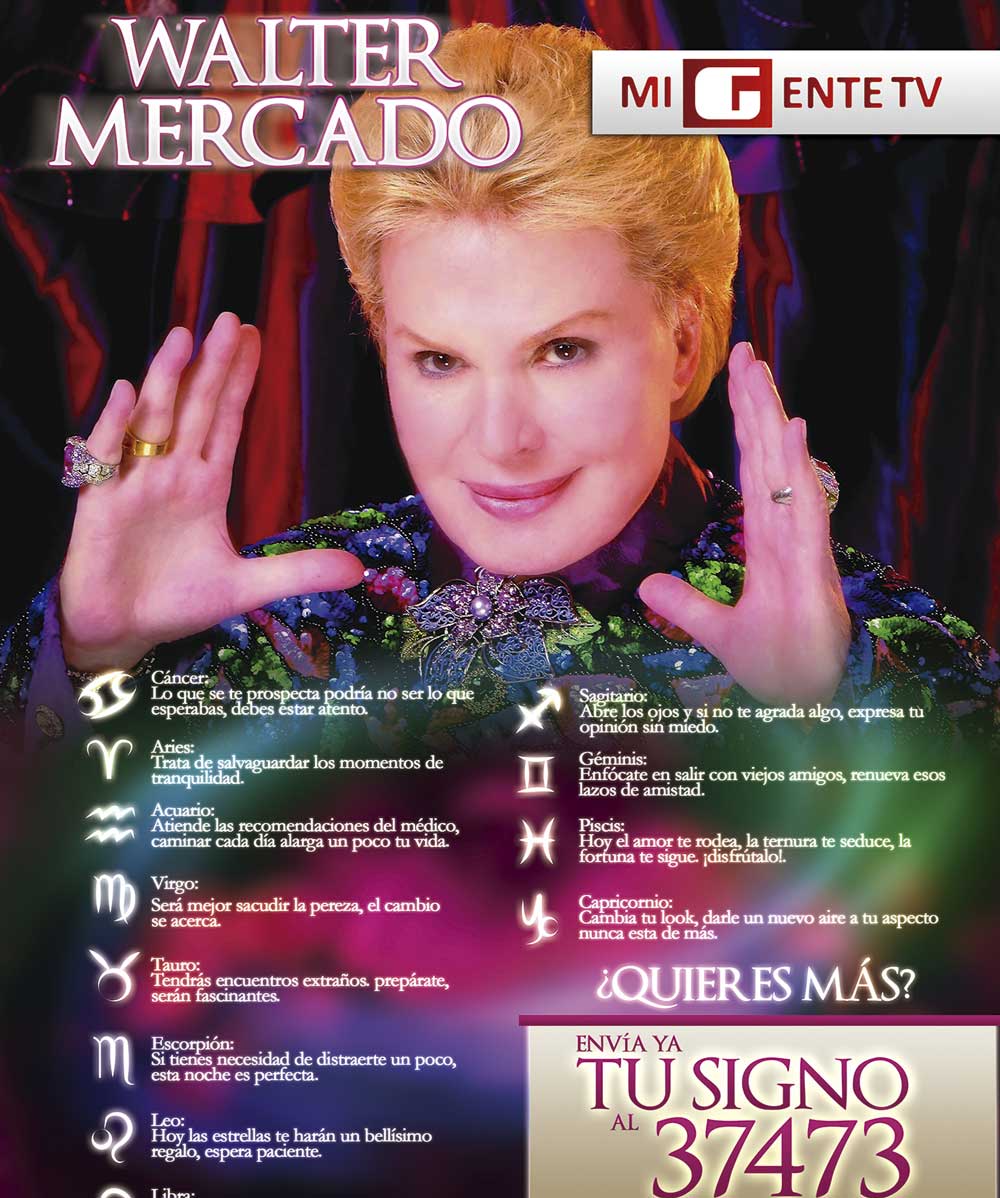 WALTER
MERCADO
MI GENTE TV
Cáncer:
Lo que se te prospecta podría no ser lo que
esperabas, debes estar atento.
Aries:
Trata de salvaguardar los momentos de
tranquilidad.
Acuario:
Atiende las recomendaciones del médico,
caminar cada día alarga un poco tu vida.
Virgo:
Será mejor sacudir la pereza, el cambio
se acerca.
Tauro:
Tendrás encuentros extraños. prepárate,
serán fascinantes.
Escorpión:
Si tienes necesidad de distraerte un poco,
esta noche es perfecta.
Leo:
Hoy las estrellas te harán un bellísimo
regalo, espera paciente.
Libra:
Sagitario:
Abre los ojos y si no te agrada algo, expresa tu
opinión sin miedo.
Géminis:
Enfócate en salir con viejos amigos, renueva esos
lazos de amistad.
Piscis:
Hoy el amor te rodea, la ternura te seduce, la
fortuna te sigue. ¡disfrútalo!.
Capricornio:
Cambia tu look, darle un nuevo aire a tu aspecto
nunca esta de más.
¿QUIERES MÁS?
ENVÍA YA
TU SIGNO
AL 37473